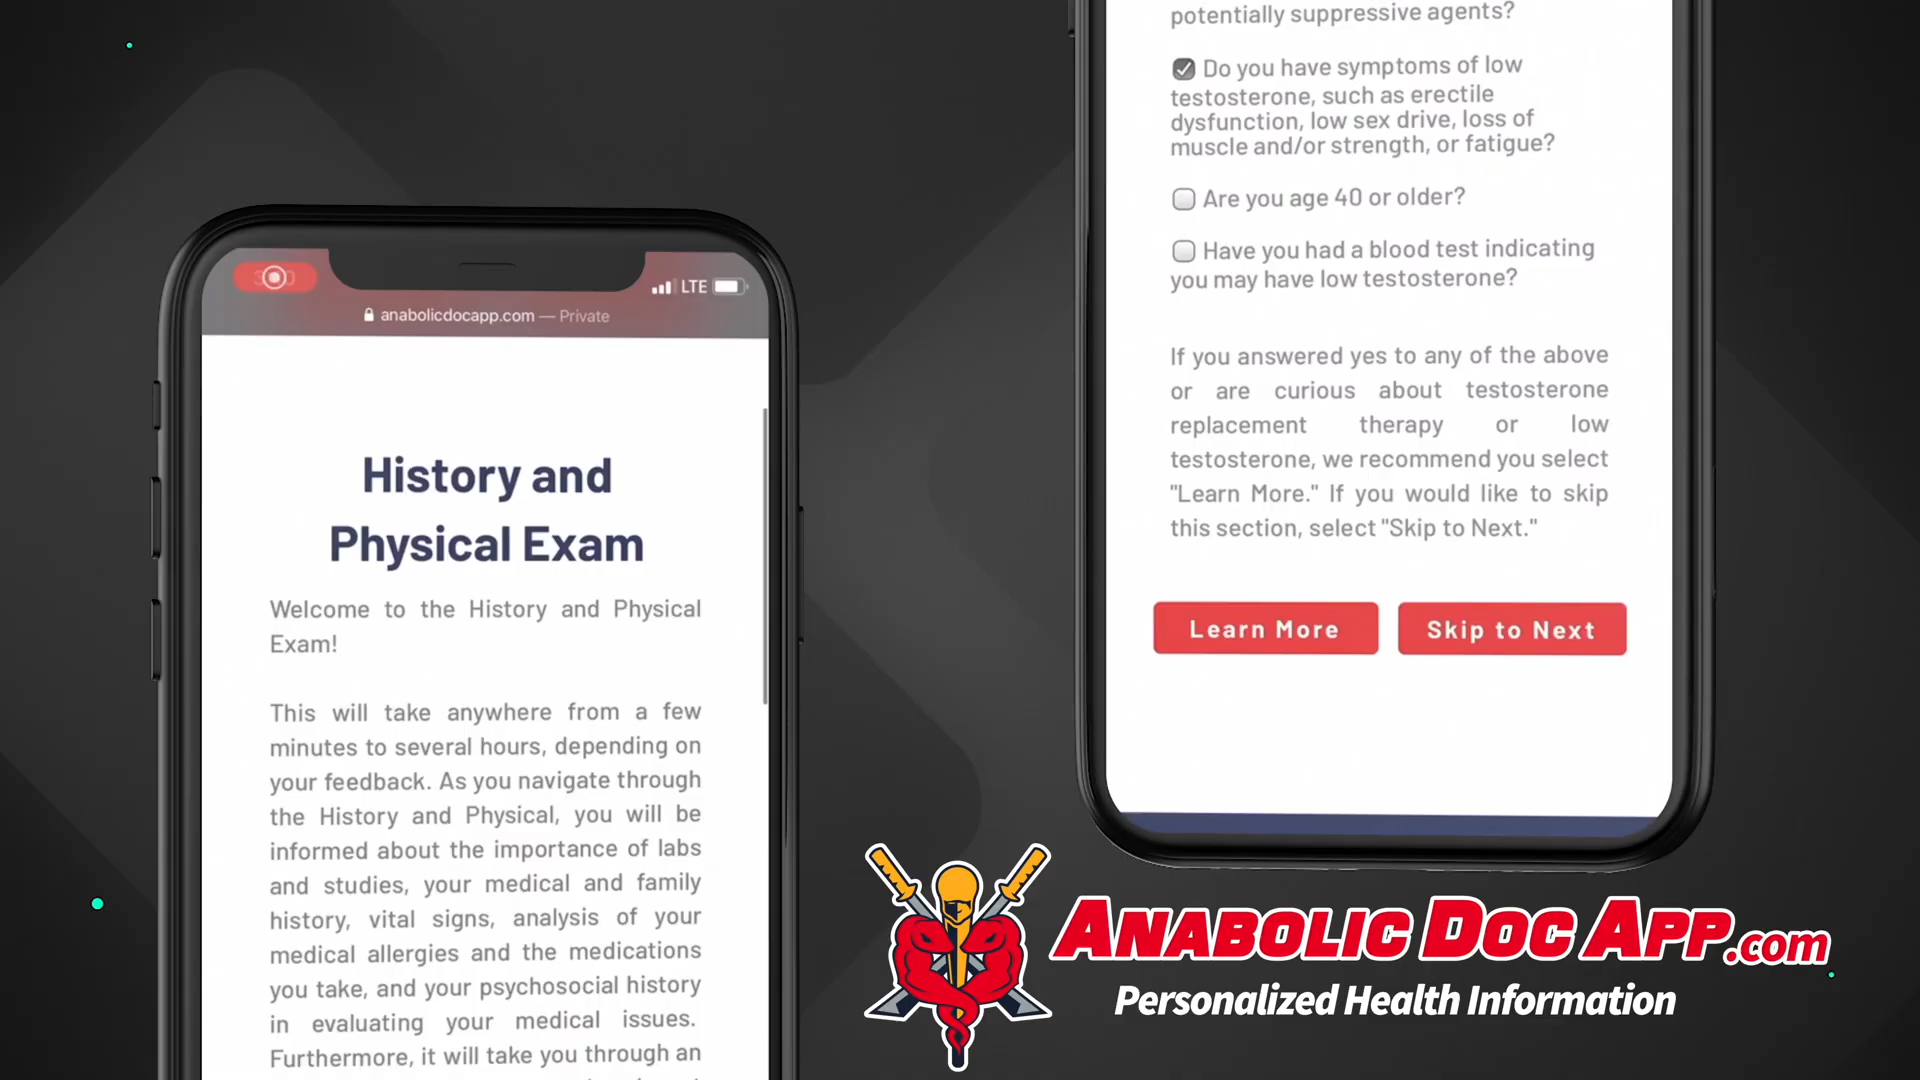 LTE
anabolicdocapp.com — Private
History and
Physical Exam
Welcome to the History and Physical
Exam!
This will take anywhere from a few
minutes to several hours, depending on
your feedback. As you navigate through
the History and Physical, you will be
informed about the importance of labs
and studies, your medical and family
history, vital signs, analysis of your
medical allergies and the medications
you take, and your psychosocial history
in evaluating your medical issues.
Furthermore, it will take you through an
potentially suppressive agents?
Do you have symptoms of low
testosterone, such as erectile
dysfunction, low sex drive, loss of
muscle and/or strength, or fatigue?
Are you age 40 or older?
Have you had a blood test indicating
you may have low testosterone?
If you answered yes to any of the above
or are curious about testosterone
replacement therapy or low
testosterone, we recommend you select
"Learn More." If you would like to skip
this section, select "Skip to Next."
Learn More
Skip to Next
ANABOLIC DOC APP.com
Personalized Health Information